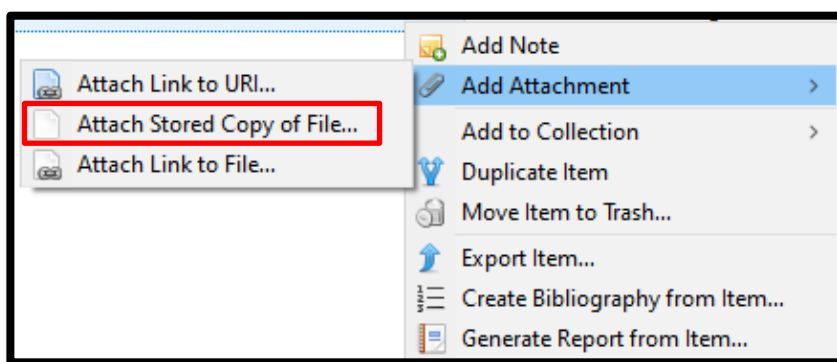 Add Note
Add Attachment
Attach Link to URI...
Attach Stored Copy of File...
Attach Link to File...
Add to Collection
Duplicate Item
Move Item to Trash...
Export Item...
Create Bibliography from Item...
Generate Report from Item...